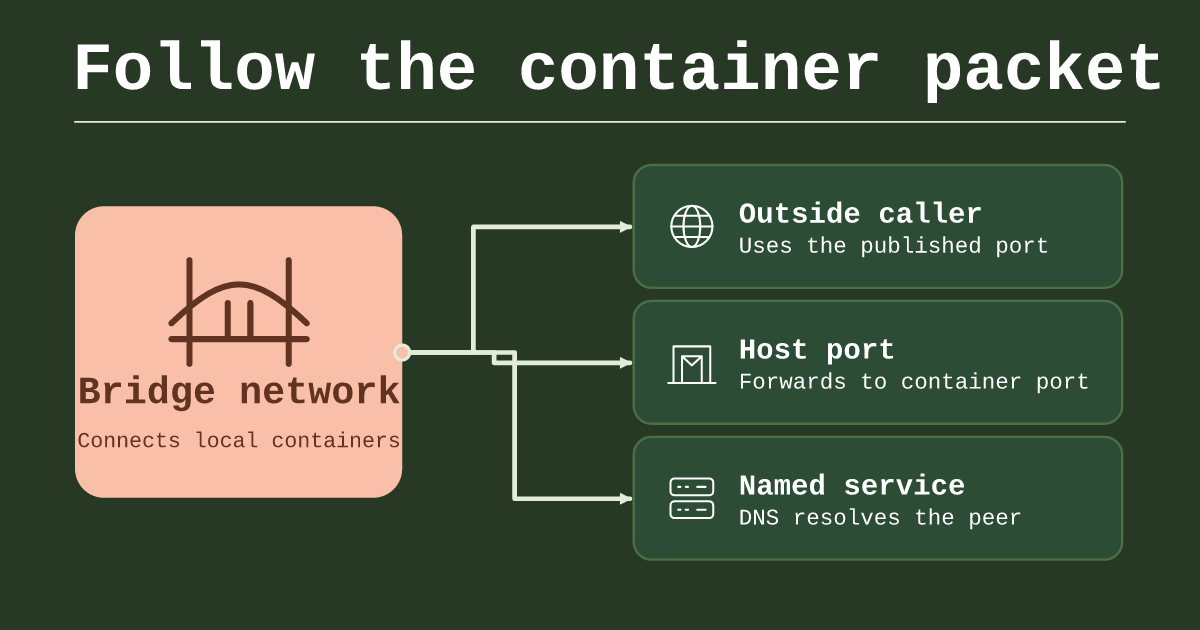 Follow the container packet
Bridge network
Connects local containers
Outside caller
Uses the published port
Host port
Forwards to container port
Named service
DNS resolves the peer